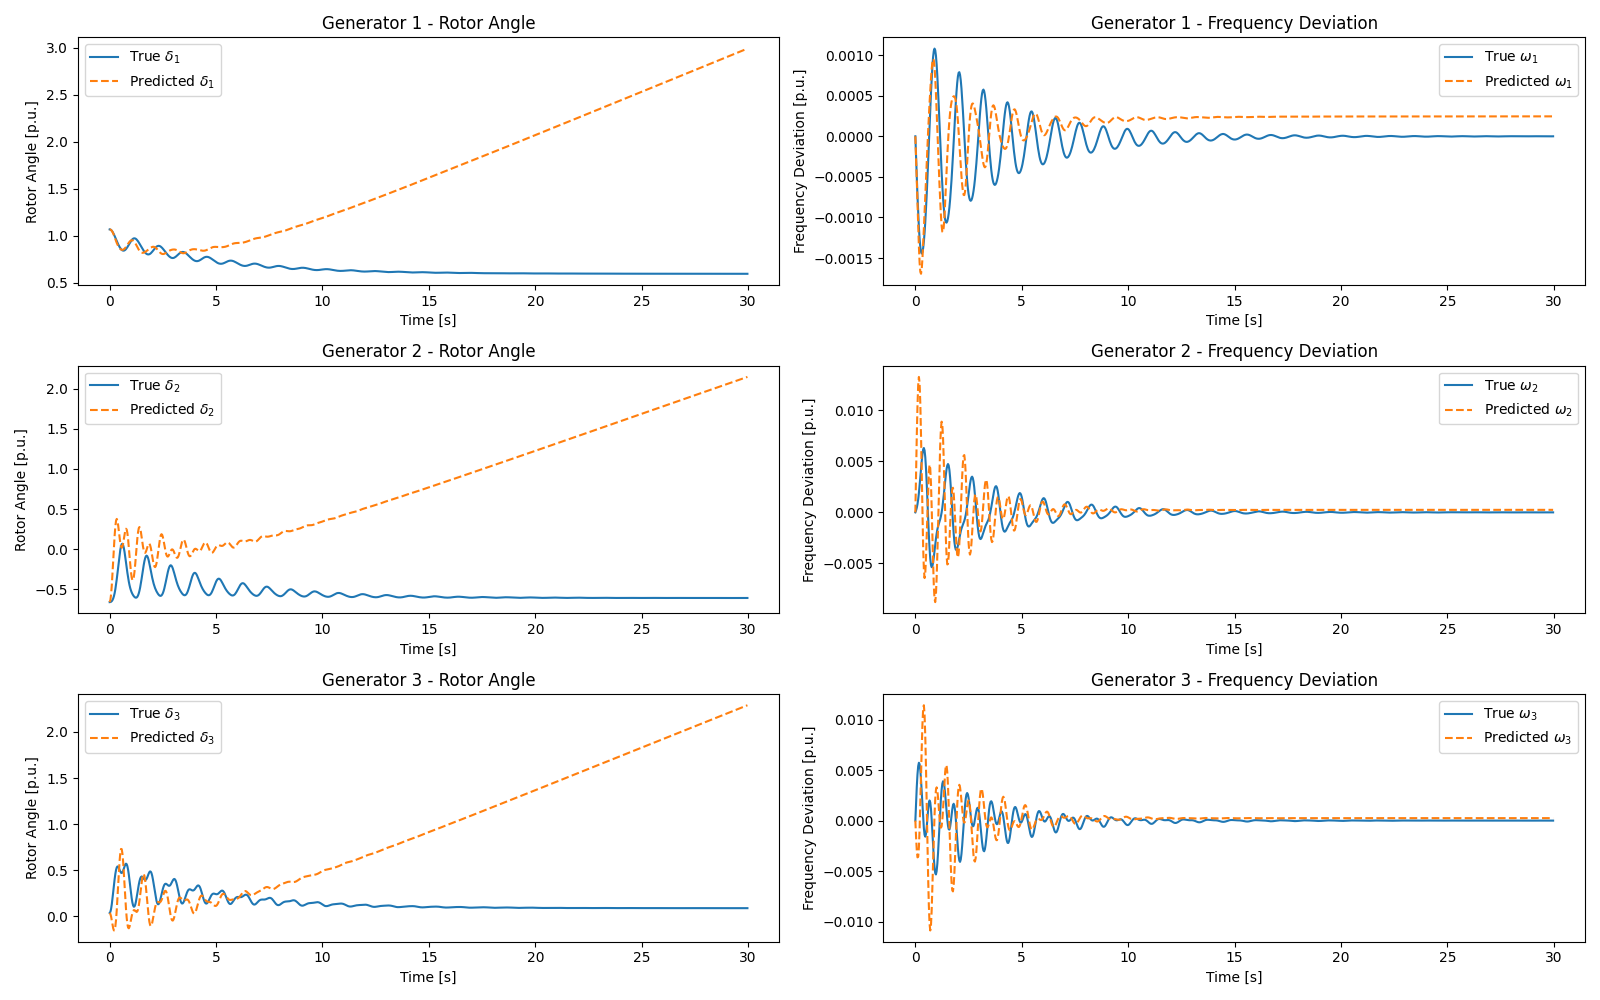 Generator 1 - Rotor Angle
Rotor Angle [p.u.]
3.0
2.5
2.0
1.5
1.0
0.5
True δ₁
Predicted δ₁
0 5 10 15 20 25 30
Time [s]
Generator 1 - Frequency Deviation
Frequency Deviation [p.u.]
0.0010
0.0005
0.0000
−0.0005
−0.0010
−0.0015
True ω₁
Predicted ω₁
0 5 10 15 20 25 30
Time [s]
Generator 2 - Rotor Angle
Rotor Angle [p.u.]
2.0
1.5
1.0
0.5
0.0
−0.5
True δ₂
Predicted δ₂
0 5 10 15 20 25 30
Time [s]
Generator 2 - Frequency Deviation
Frequency Deviation [p.u.]
0.010
0.005
0.000
−0.005
True ω₂
Predicted ω₂
0 5 10 15 20 25 30
Time [s]
Generator 3 - Rotor Angle
Rotor Angle [p.u.]
2.0
1.5
1.0
0.5
0.0
True δ₃
Predicted δ₃
0 5 10 15 20 25 30
Time [s]
Generator 3 - Frequency Deviation
Frequency Deviation [p.u.]
0.010
0.005
0.000
−0.005
−0.010
True ω₃
Predicted ω₃
0 5 10 15 20 25 30
Time [s]